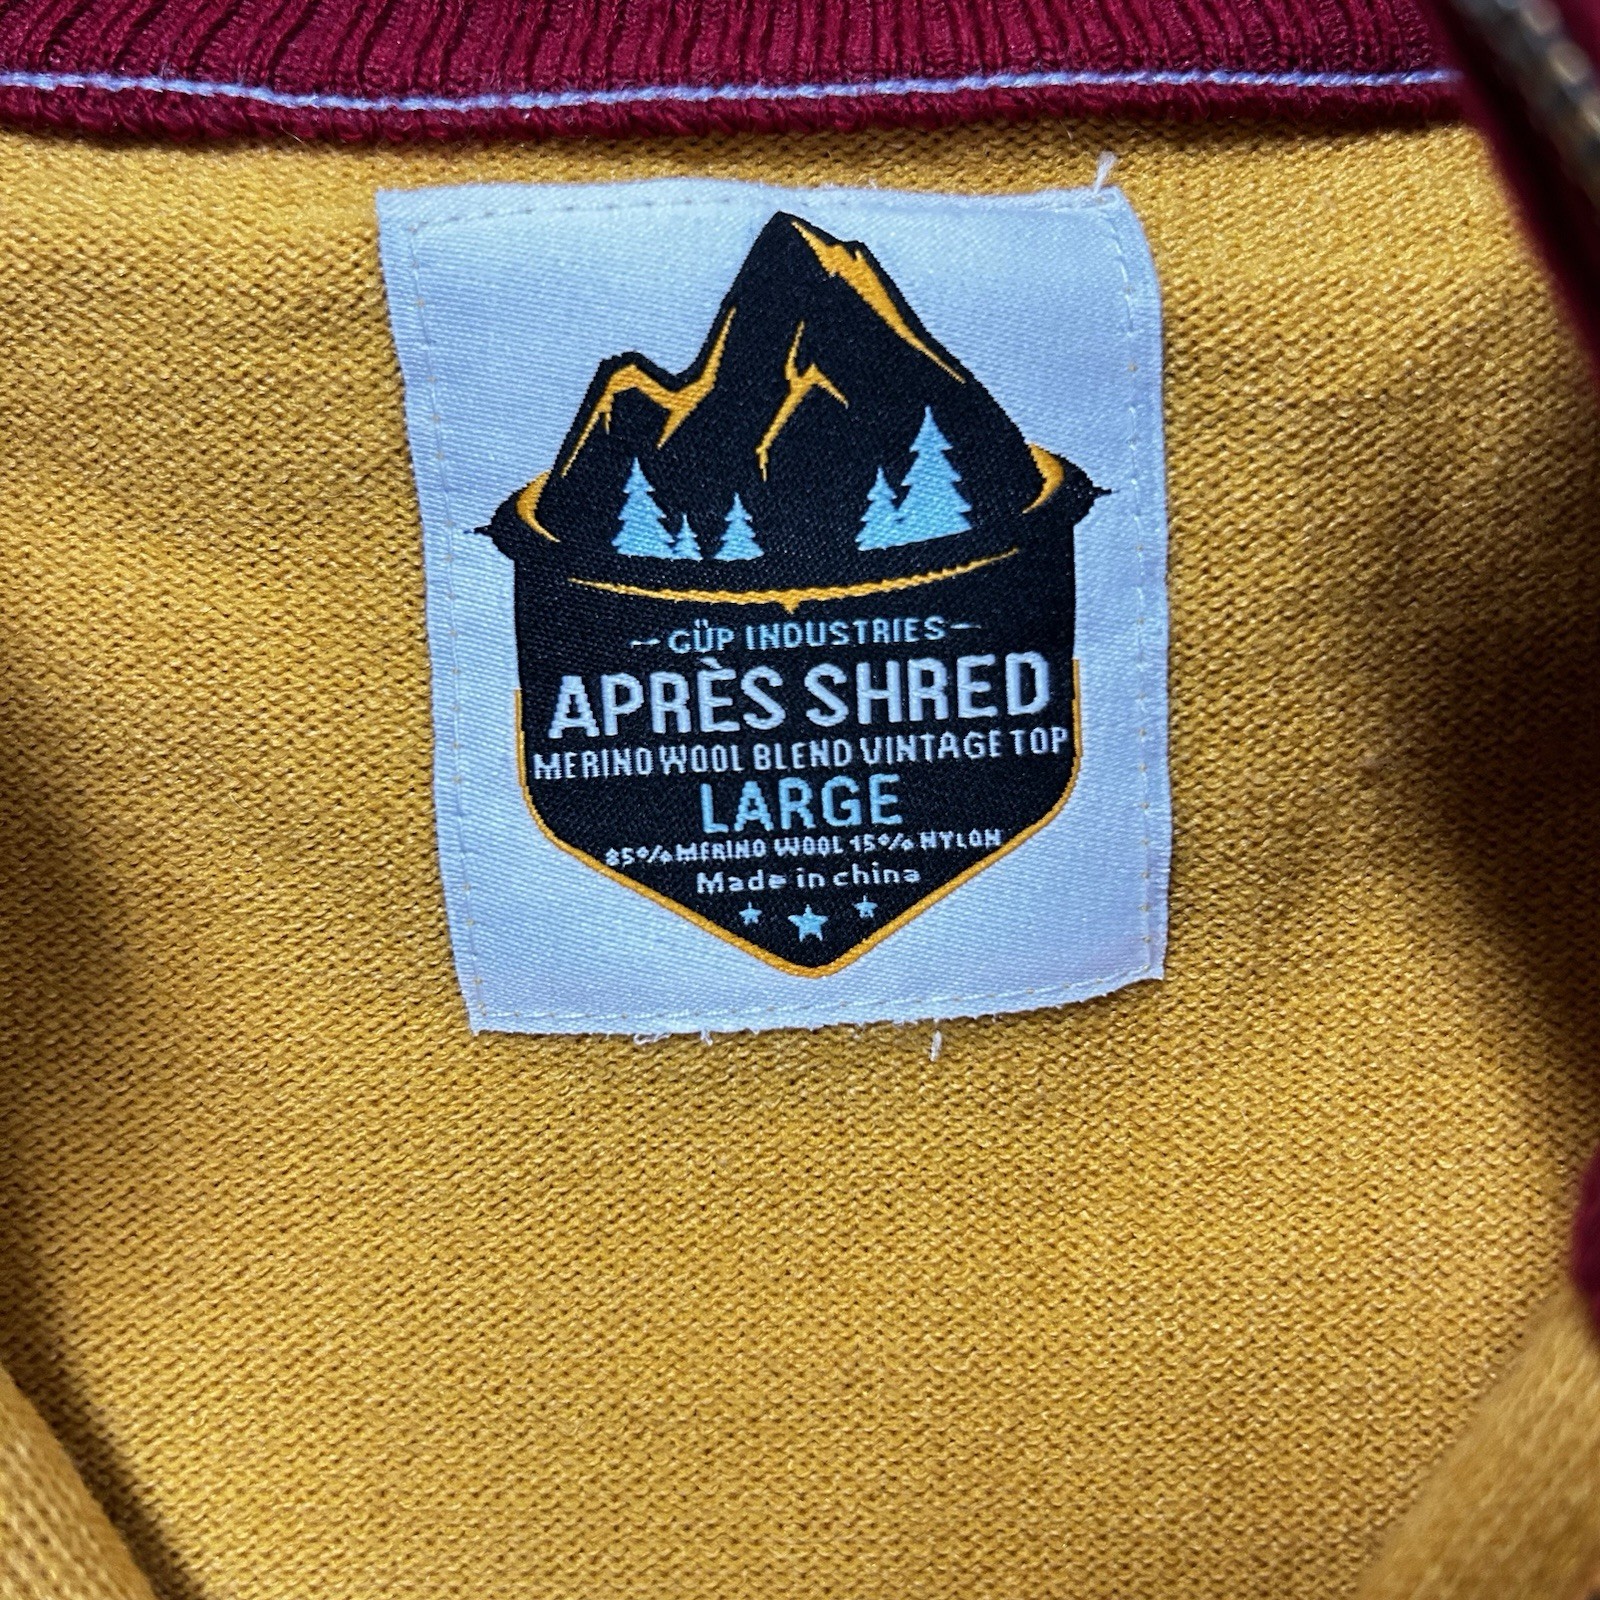 GÜP INDUSTRIES
APRÈS SHRED
MERINO WOOL BLEND VINTAGE TOP
LARGE
85% MERINO WOOL 15% NYLON
Made in china